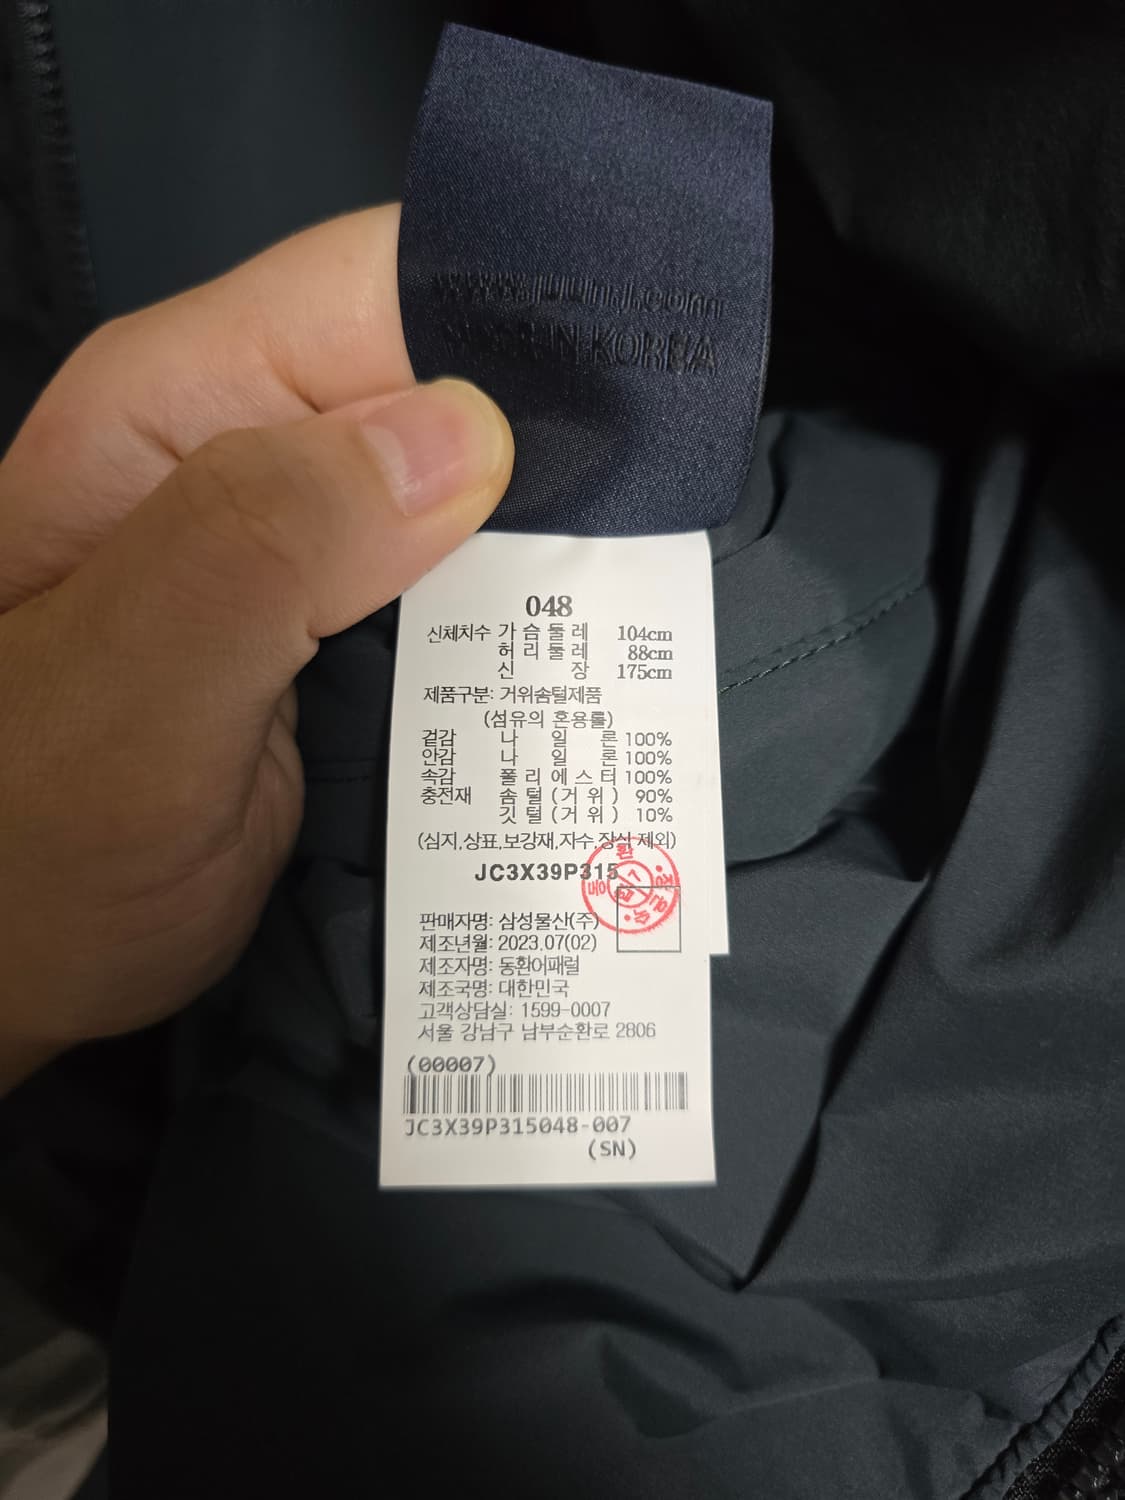 www.juunj.com
MADE IN KOREA
048
신체치수 가슴둘레 104cm
허리둘레 88cm
신장 175cm
제품구분: 거위솜털제품
(섬유의 혼용률)
겉감 나일론 100%
안감 나일론 100%
속감 폴리에스터 100%
충전재 솜털(거위) 90%
깃털(거위) 10%
(심지,상표,보강재,자수,장식 제외)
JC3X39P315
판매자명: 삼성물산(주)
제조년월: 2023.07(02)
제조자명: 동환어패럴
제조국명: 대한민국
고객상담실: 1599-0007
서울 강남구 남부순환로 2806
(00007)
JC3X39P315048-007
(SN)